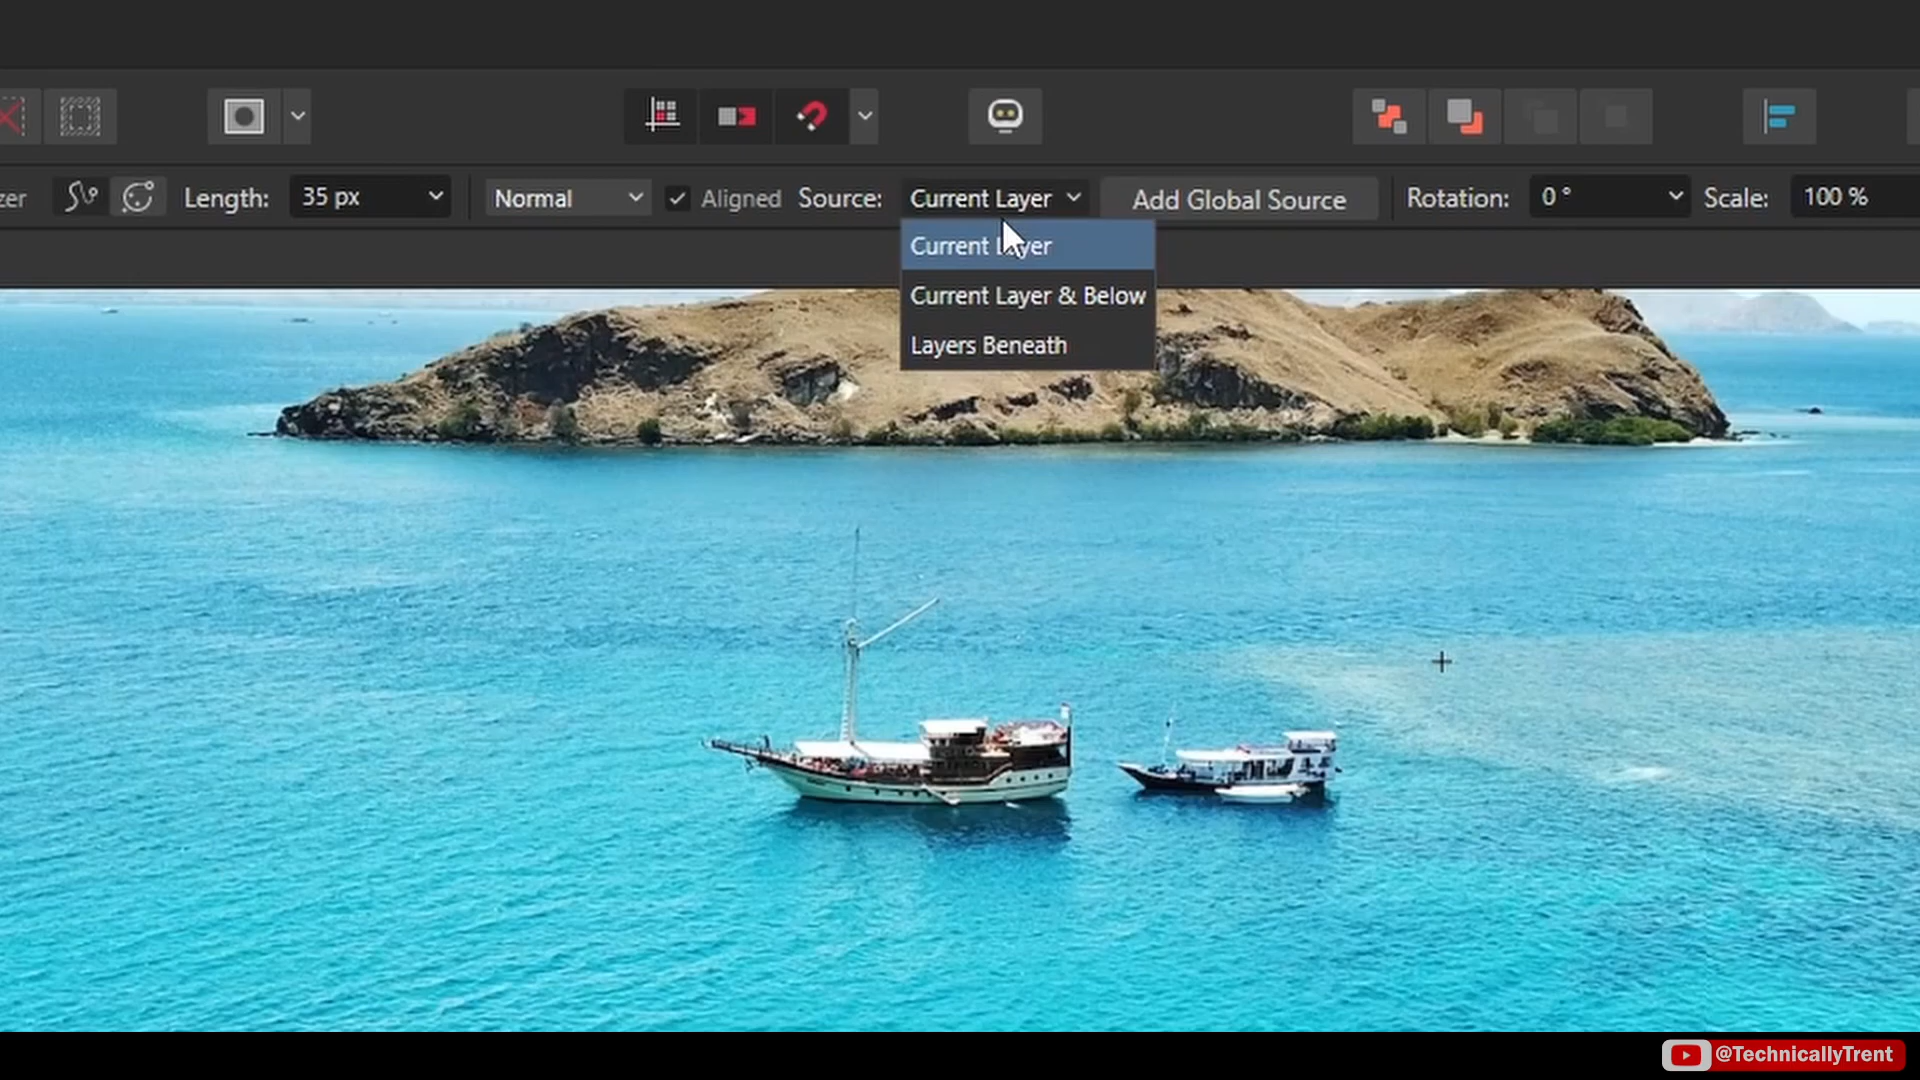 zer Length: 35 px Normal Aligned Source: Current Layer Add Global Source Rotation: 0 ° Scale: 100 %
Current Layer
Current Layer & Below
Layers Beneath
@TechnicallyTrent